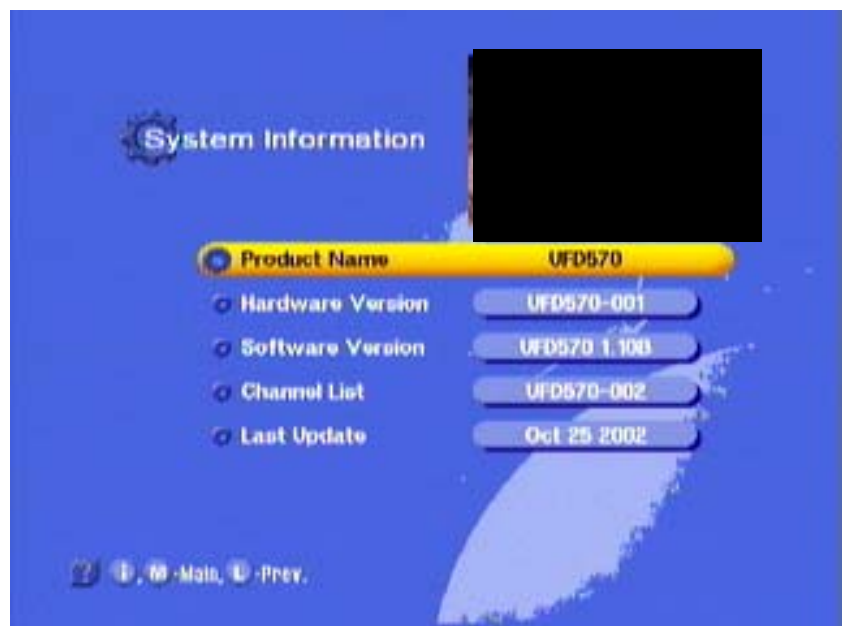 System Information
Product Name UFD570
Hardware Version UFD570-001
Software Version UFD570 1.10B
Channel List UFD570-002
Last Update Oct 25 2002
? i, M -Main, L -Prev.